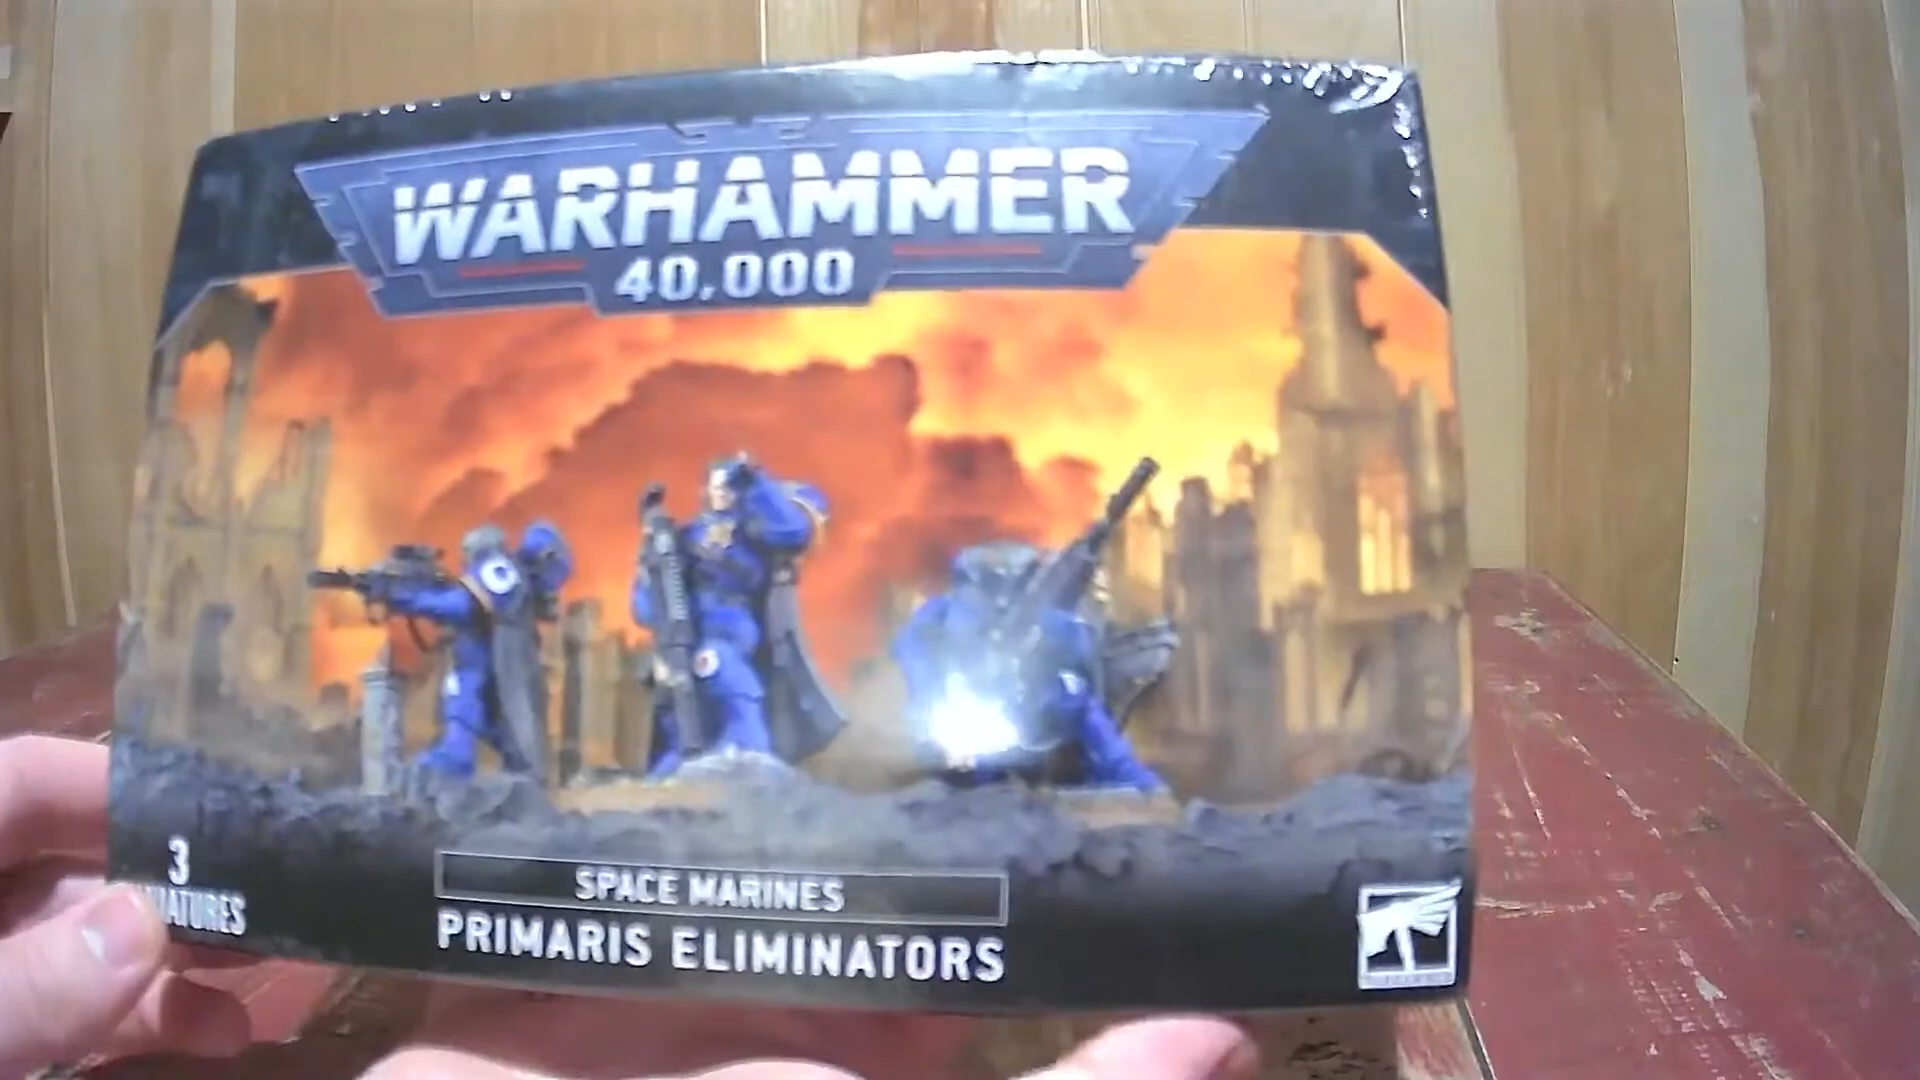 WARHAMMER
40,000
3
SPACE MARINES
PRIMARIS ELIMINATORS